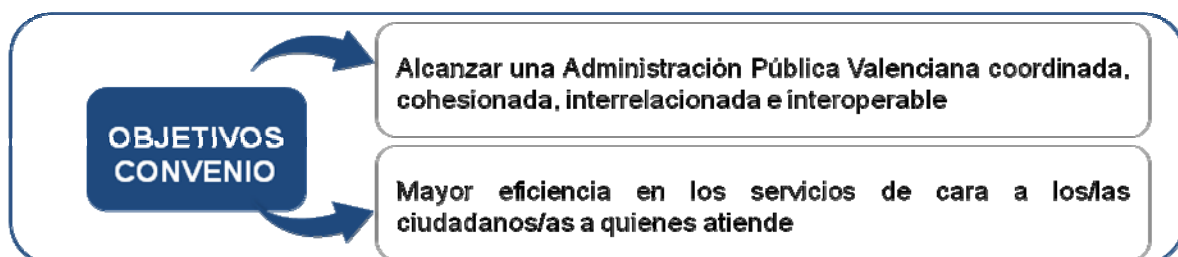 OBJETIVOS
CONVENIO
Alcanzar una Administración Pública Valenciana coordinada,
cohesionada, interrelacionada e interoperable
Mayor eficiencia en los servicios de cara a los/las
ciudadanos/as a quienes atiende